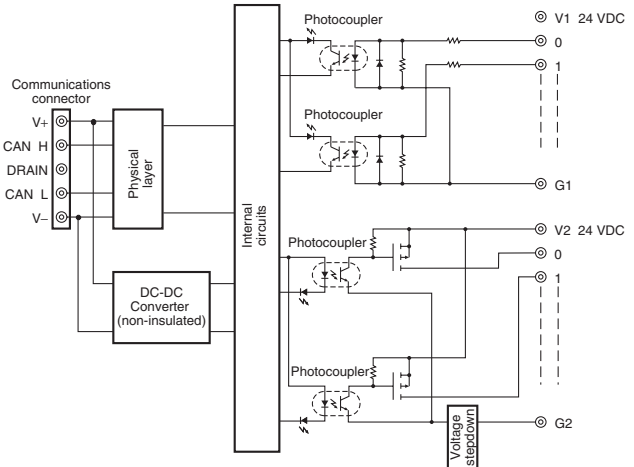 Communications
connector
V+
CAN H
DRAIN
CAN L
V−
Physical
layer
DC-DC
Converter
(non-insulated)
Internal
circuits
Photocoupler
Photocoupler
V1 24 VDC
0
1
G1
Photocoupler
Photocoupler
V2 24 VDC
0
1
Voltage
stepdown
G2